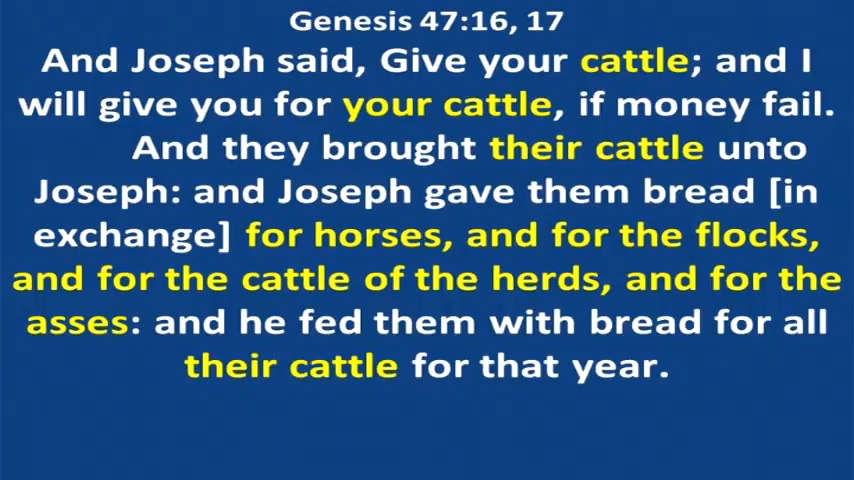 Genesis 47:16, 17
And Joseph said, Give your cattle; and I
will give you for your cattle, if money fail.
And they brought their cattle unto
Joseph: and Joseph gave them bread [in
exchange] for horses, and for the flocks,
and for the cattle of the herds, and for the
asses: and he fed them with bread for all
their cattle for that year.